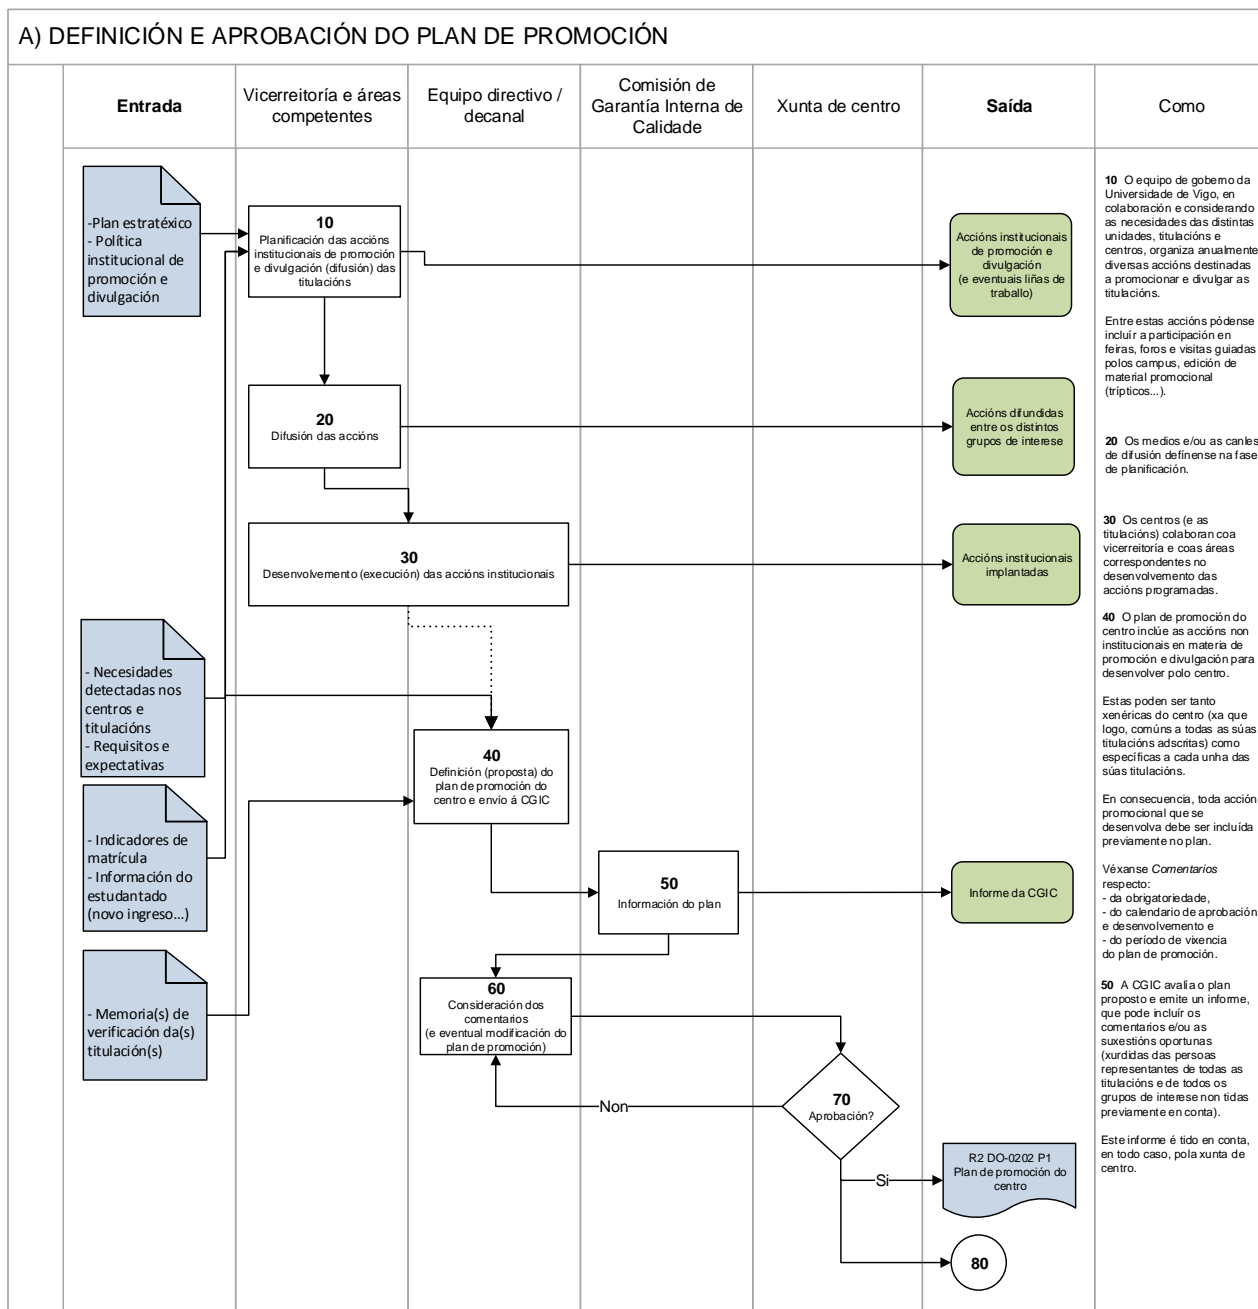 A) DEFINICIÓN E APROBACIÓN DO PLAN DE PROMOCIÓN
Entrada
Vicerreitoría e áreas
competentes
Equipo directivo /
decanal
Comisión de
Garantía Interna de
Calidade
Xunta de centro
Saída
Como
-Plan estratéxico
- Política
institucional de
promoción e
divulgación
10
Planificación das accións
institucionais de promoción
e divulgación (difusión) das
titulacións
Accións institucionais
de promoción e
divulgación
(e eventuais liñas de
traballo)
20
Difusión das accións
Accións difundidas
entre os distintos
grupos de interese
30
Desenvolvemento (execución) das accións institucionais
Accións institucionais
implantadas
- Necesidades
detectadas nos
centros e
titulacións
- Requisitos e
expectativas
40
Definición (proposta) do
plan de promoción do
centro e envío á CGIC
- Indicadores de
matrícula
- Información do
estudantado
(novo ingreso...)
50
Información do plan
Informe da CGIC
- Memoria(s) de
verificación da(s)
titulación(s)
60
Consideración dos
comentarios
(e eventual modificación do
plan de promoción)
70
Aprobación?
Non
Si
R2 DO-0202 P1
Plan de promoción do
centro
80
10 O equipo de goberno da
Universidade de Vigo, en
colaboración e considerando
as necesidades das distintas
unidades, titulacións e
centros, organiza anualmente
diversas accións destinadas
a promocionar e divulgar as
titulacións.
Entre estas accións pódense
incluír a participación en
feiras, foros e visitas guiadas
polos campus, edición de
material promocional
(trípticos...).
20 Os medios e/ou as canles
de difusión defínense na fase
de planificación.
30 Os centros (e as
titulacións) colaboran coa
vicerreitoría e coas áreas
correspondentes no
desenvolvemento das
accións programadas.
40 O plan de promoción do
centro inclúe as accións non
institucionais en materia de
promoción e divulgación para
desenvolver polo centro.
Estas poden ser tanto
xenéricas do centro (xa que
logo, comúns a todas as súas
titulacións adscritas) como
específicas a cada unha das
súas titulacións.
En consecuencia, toda acción
promocional que se
desenvolva debe ser incluída
previamente no plan.
Véxanse Comentarios
respecto:
- da obrigatoriedade,
- do calendario de aprobación
e desenvolvemento e
- do período de vixencia
do plan de promoción.
50 A CGIC avalía o plan
proposto e emite un informe,
que pode incluír os
comentarios e/ou as
suxestións oportunas
(xurdidas das persoas
representantes de todas as
titulacións e de todos os
grupos de interese non tidas
previamente en conta).
Este informe é tido en conta,
en todo caso, pola xunta de
centro.